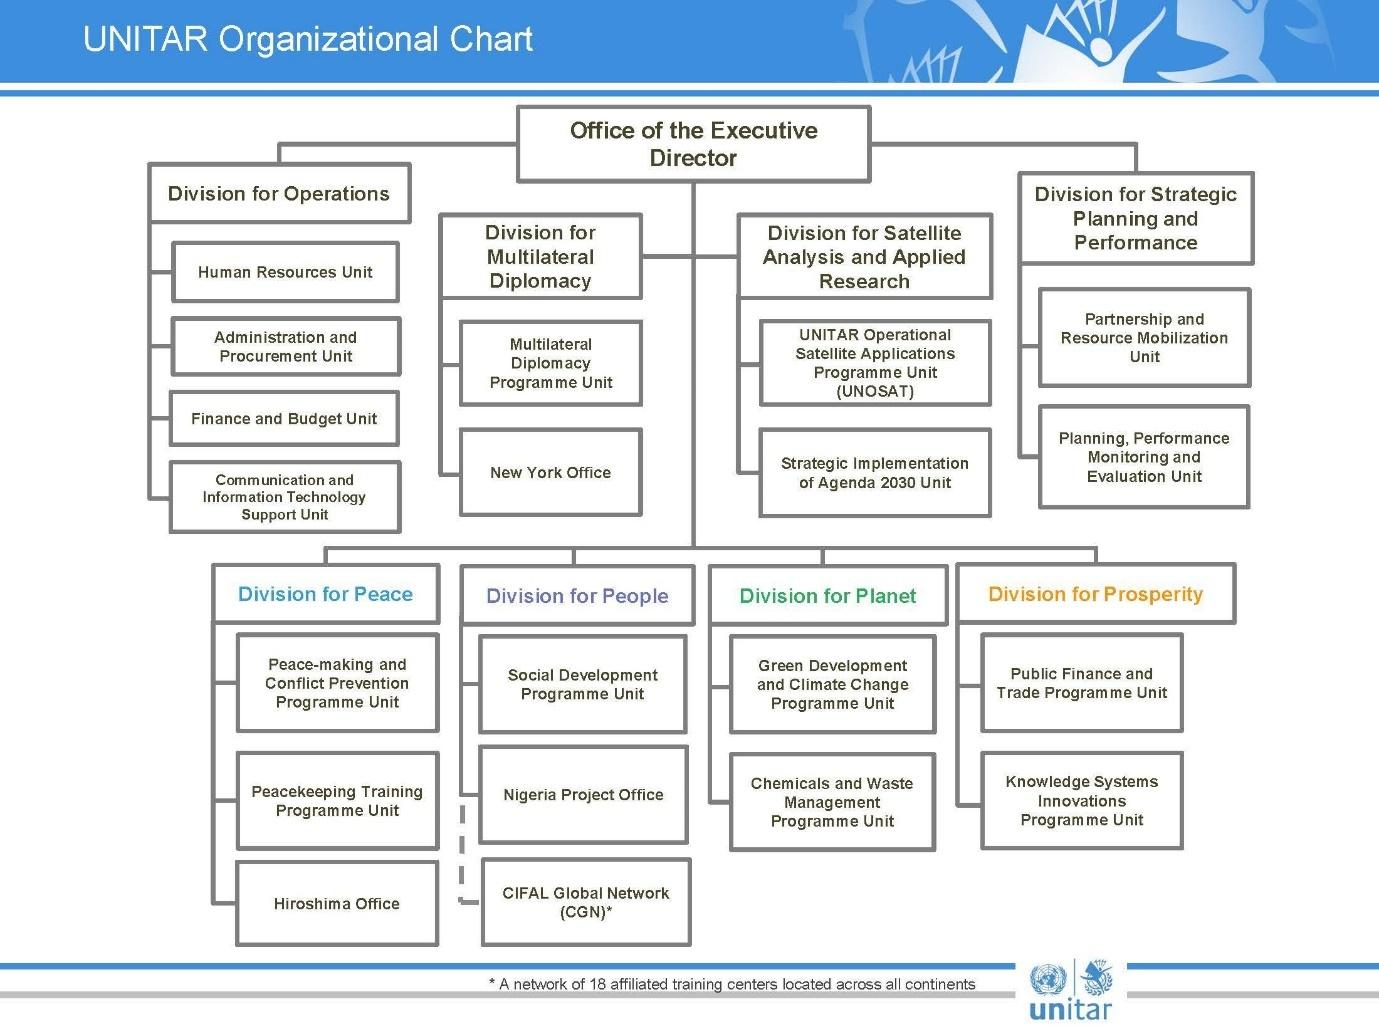 UNITAR Organizational Chart
Office of the Executive
Director
Division for Operations
Human Resources Unit
Administration and
Procurement Unit
Finance and Budget Unit
Communication and
Information Technology
Support Unit
Division for
Multilateral
Diplomacy
Multilateral
Diplomacy
Programme Unit
New York Office
Division for Satellite
Analysis and Applied
Research
UNITAR Operational
Satellite Applications
Programme Unit
(UNOSAT)
Strategic Implementation
of Agenda 2030 Unit
Division for Strategic
Planning and
Performance
Partnership and
Resource Mobilization
Unit
Planning, Performance
Monitoring and
Evaluation Unit
Division for Peace
Peace-making and
Conflict Prevention
Programme Unit
Peacekeeping Training
Programme Unit
Hiroshima Office
Division for People
Social Development
Programme Unit
Nigeria Project Office
CIFAL Global Network
(CGN)*
Division for Planet
Green Development
and Climate Change
Programme Unit
Chemicals and Waste
Management
Programme Unit
Division for Prosperity
Public Finance and
Trade Programme Unit
Knowledge Systems
Innovations
Programme Unit
* A network of 18 affiliated training centers located across all continents
unitar